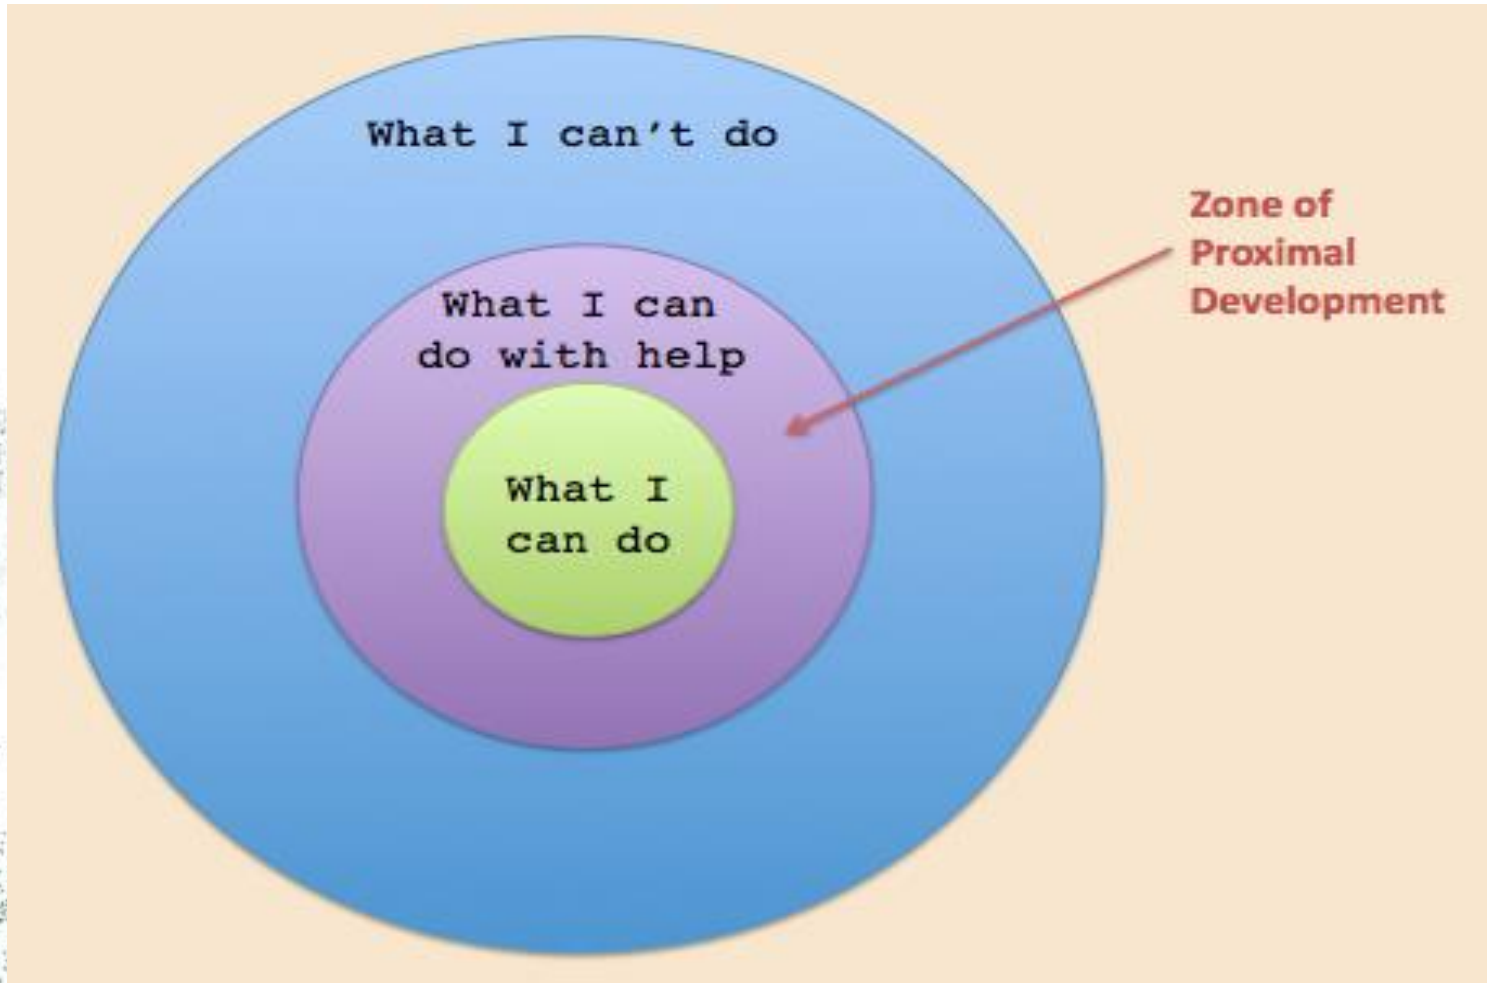 What I can't do
Zone of
Proximal
Development
What I can
do with help
What I
can do